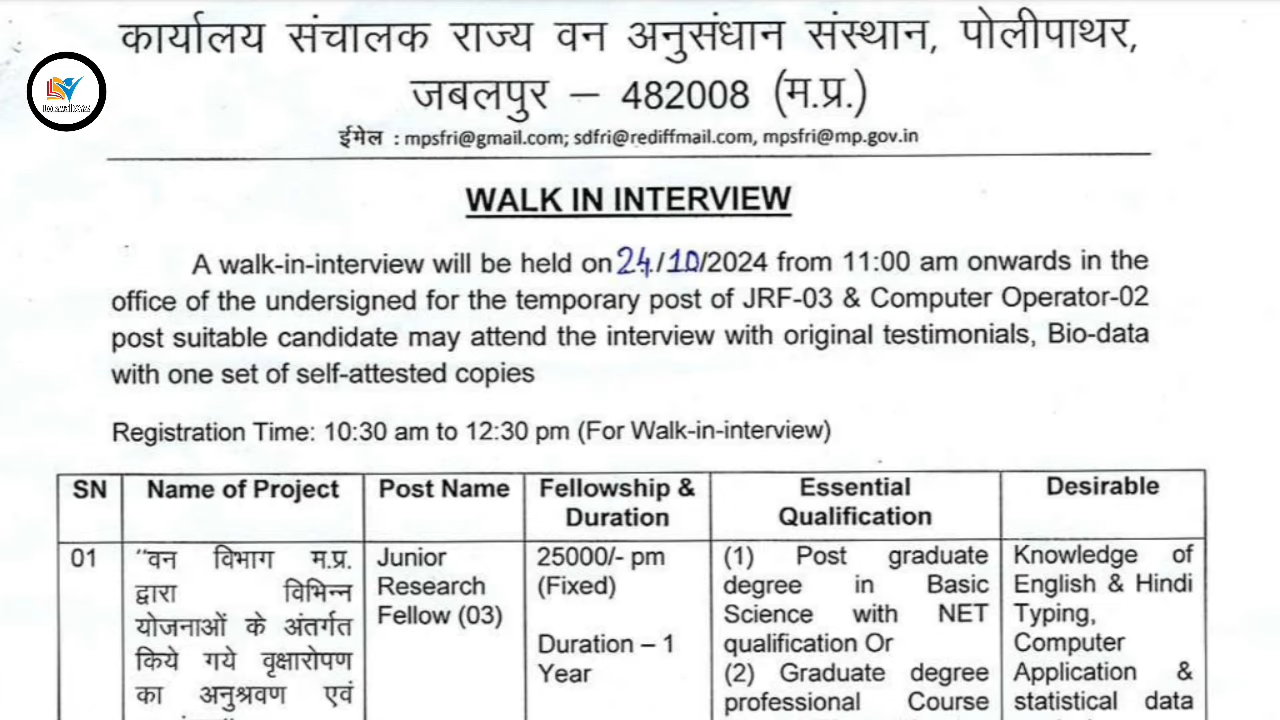 कार्यालय संचालक राज्य वन अनुसंधान संस्थान, पोलीपाथर,
जबलपुर – 482008 (म.प्र.)
ईमेल : mpsfri@gmail.com; sdfri@rediffmail.com, mpsfri@mp.gov.in
WALK IN INTERVIEW
A walk-in-interview will be held on 24/10/2024 from 11:00 am onwards in the
office of the undersigned for the temporary post of JRF-03 & Computer Operator-02
post suitable candidate may attend the interview with original testimonials, Bio-data
with one set of self-attested copies
Registration Time: 10:30 am to 12:30 pm (For Walk-in-interview)
SN Name of Project Post Name Fellowship & Duration Essential Qualification Desirable
01
“वन विभाग म.प्र.
द्वारा विभिन्न
योजनाओं के अंतर्गत
किये गये वृक्षारोपण
का अनुश्रवण एवं
Junior
Research
Fellow (03)
25000/- pm
(Fixed)
Duration – 1
Year
(1) Post graduate
degree in Basic
Science with NET
qualification Or
(2) Graduate degree
professional Course
Knowledge of
English & Hindi
Typing,
Computer
Application &
statistical data